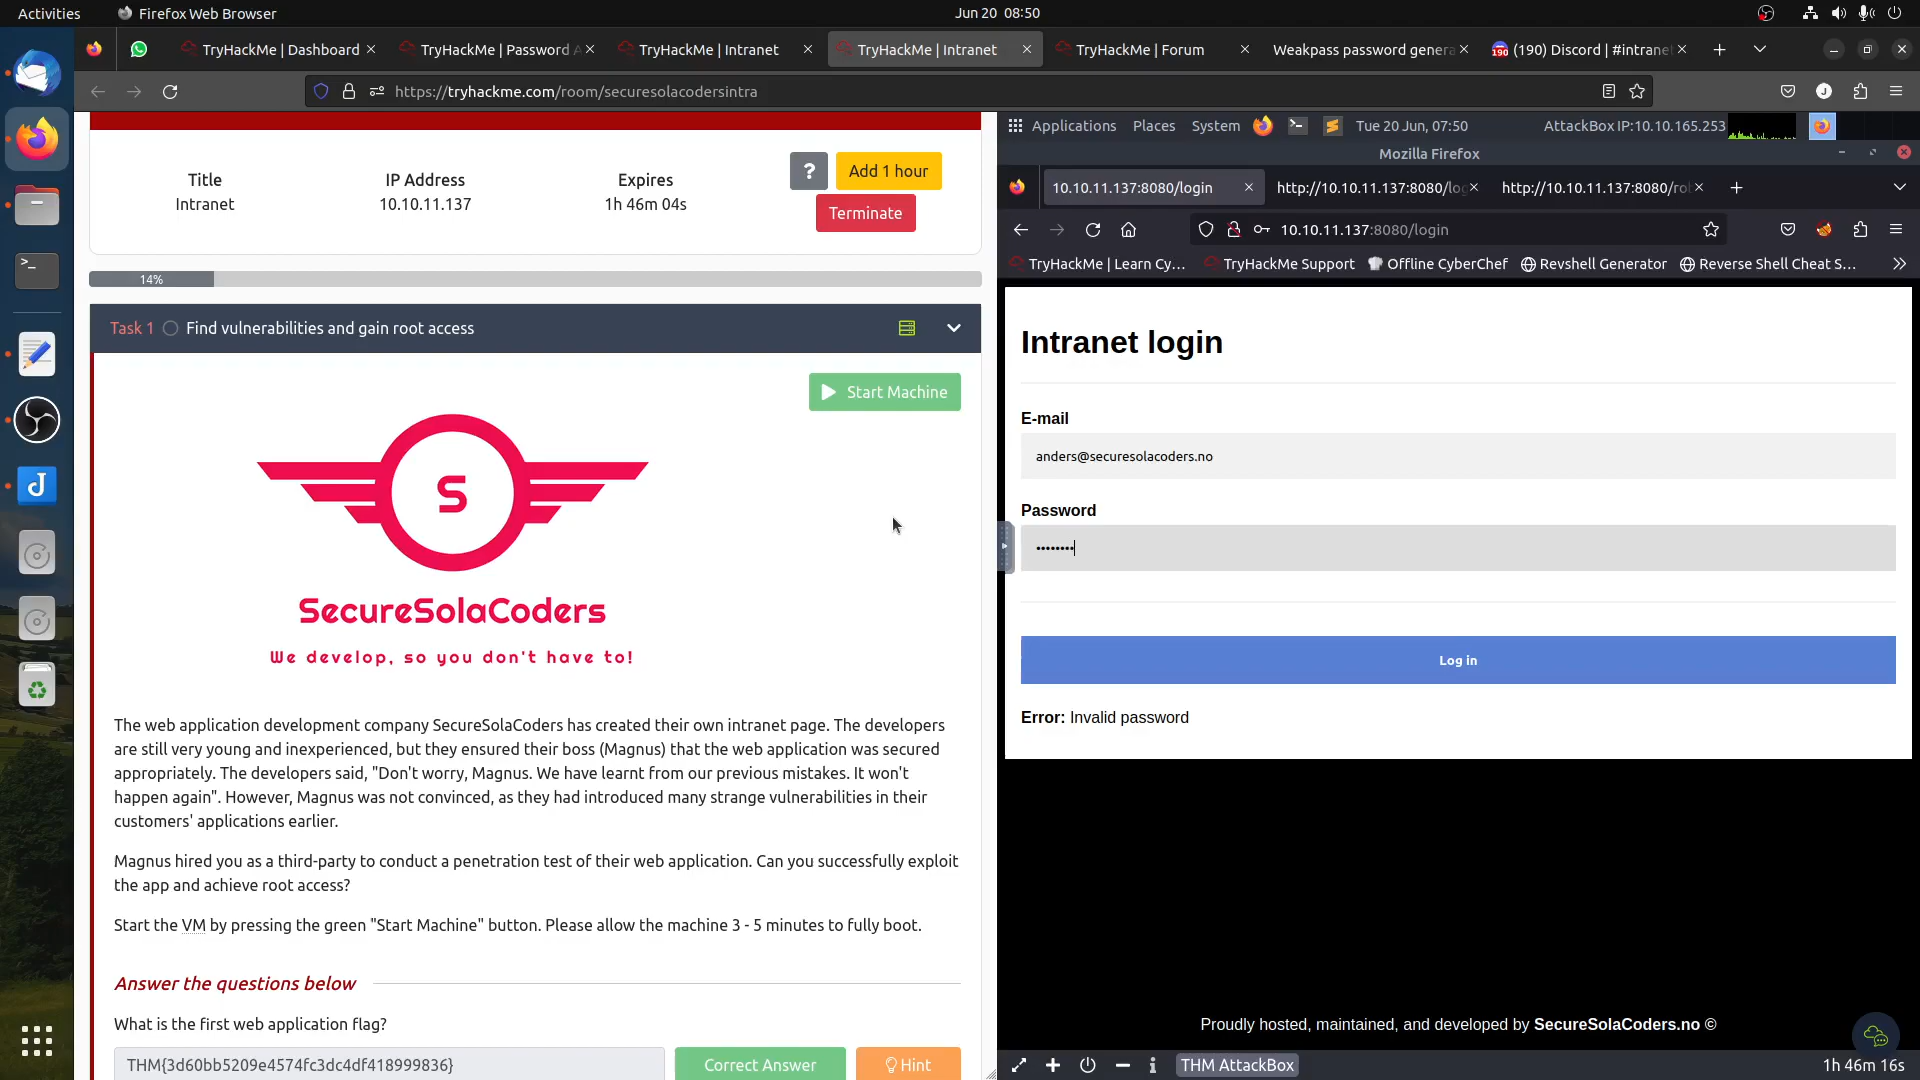 Activities
Firefox Web Browser
Jun 20 08:50
TryHackMe | Dashboard
TryHackMe | Password A
TryHackMe | Intranet
TryHackMe | Intranet
TryHackMe | Forum
Weakpass password genera
190
(190) Discord | #intranet
https://tryhackme.com/room/securesolacodersintra
J
Title
Intranet
IP Address
10.10.11.137
Expires
1h 46m 04s
?
Add 1 hour
Terminate
14%
Task 1
Find vulnerabilities and gain root access
Start Machine
S
SecureSolaCoders
We develop, so you don't have to!
The web application development company SecureSolaCoders has created their own intranet page. The developers
are still very young and inexperienced, but they ensured their boss (Magnus) that the web application was secured
appropriately. The developers said, "Don't worry, Magnus. We have learnt from our previous mistakes. It won't
happen again". However, Magnus was not convinced, as they had introduced many strange vulnerabilities in their
customers' applications earlier.
Magnus hired you as a third-party to conduct a penetration test of their web application. Can you successfully exploit
the app and achieve root access?
Start the VM by pressing the green "Start Machine" button. Please allow the machine 3 - 5 minutes to fully boot.
Answer the questions below
What is the first web application flag?
THM{3d60bb5209e4574fc3dc4df418999836}
Correct Answer
Hint
Applications
Places
System
Tue 20 Jun, 07:50
AttackBox IP:10.10.165.253
Mozilla Firefox
10.10.11.137:8080/login
http://10.10.11.137:8080/log
http://10.10.11.137:8080/rol
10.10.11.137:8080/login
TryHackMe | Learn Cy...
TryHackMe Support
Offline CyberChef
Revshell Generator
Reverse Shell Cheat S...
Intranet login
E-mail
anders@securesolacoders.no
Password
••••••••
Log in
Error: Invalid password
Proudly hosted, maintained, and developed by SecureSolaCoders.no ©
THM AttackBox
1h 46m 16s